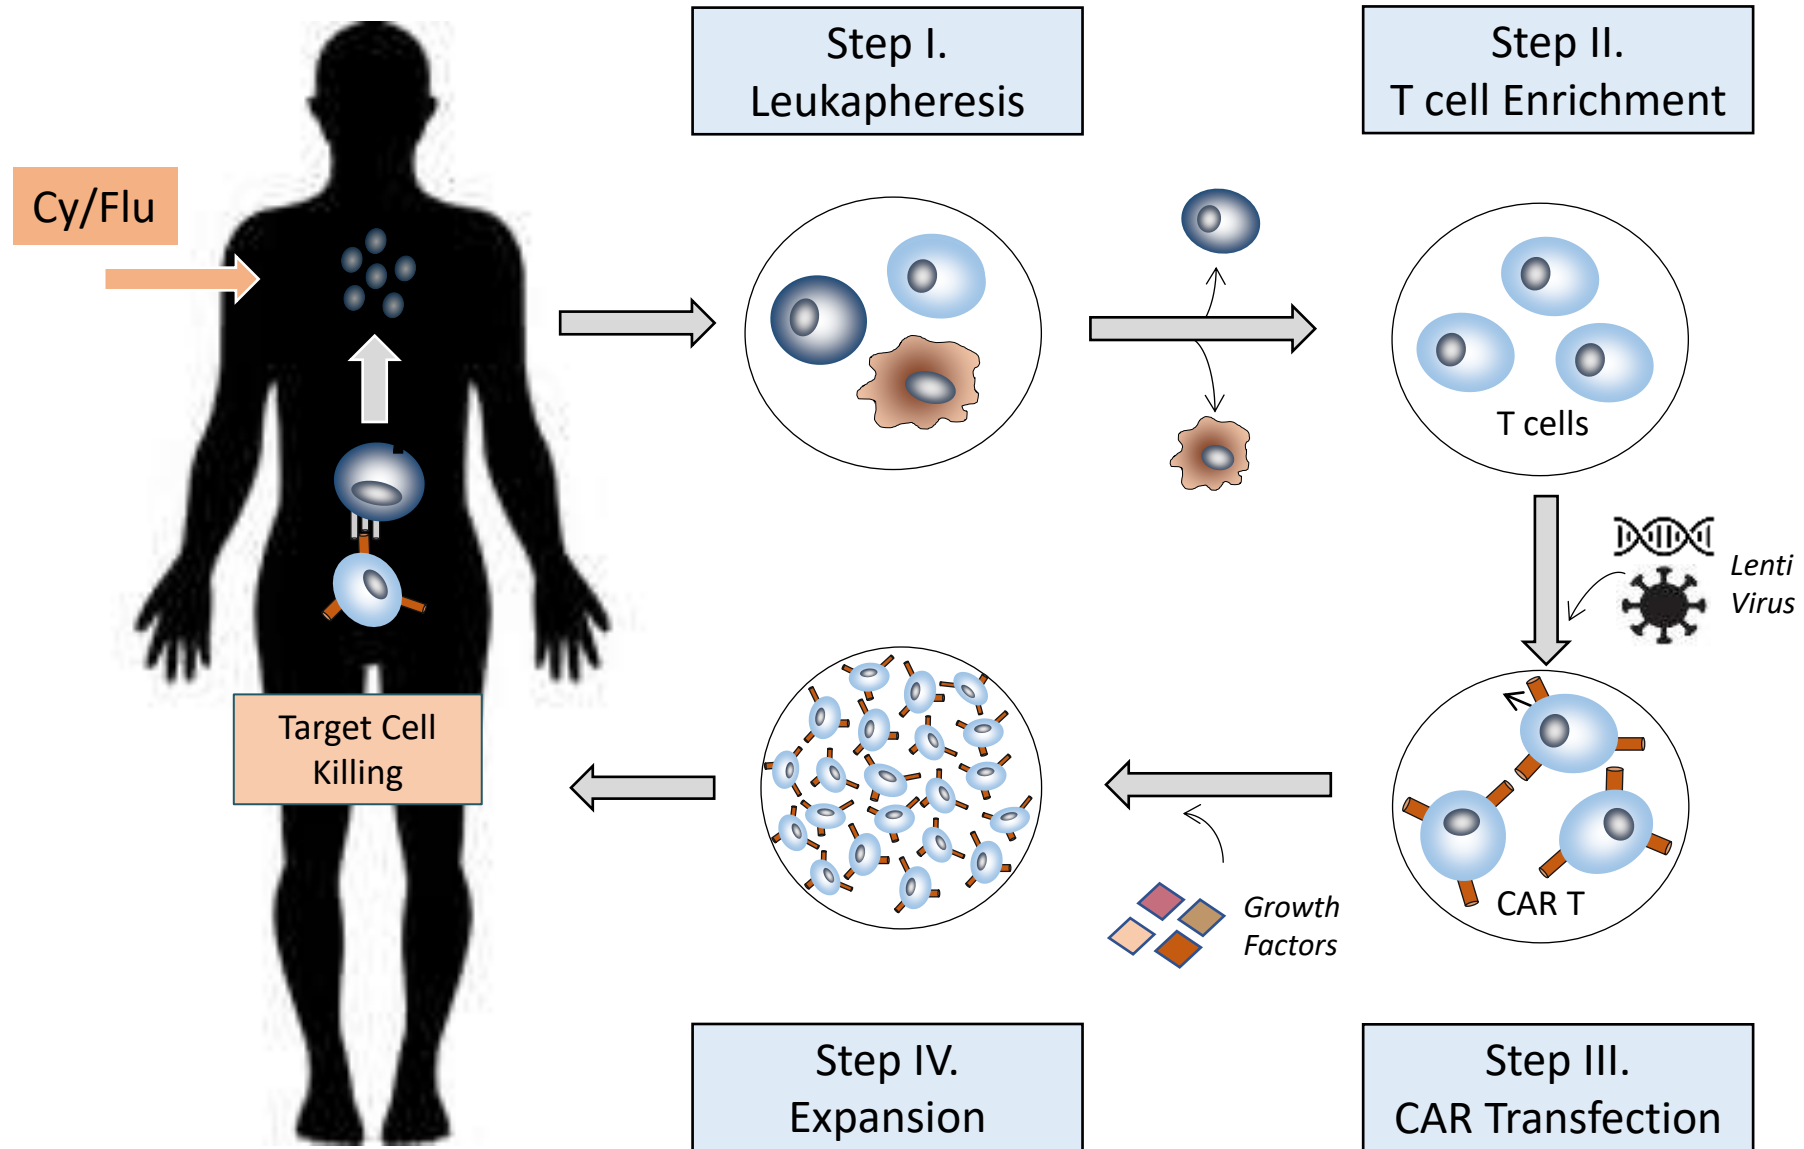 Step I.
Leukapheresis
Step II.
T cell Enrichment
Cy/Flu
T cells
Lenti
Virus
Target Cell
Killing
CAR T
Growth
Factors
Step IV.
Expansion
Step III.
CAR Transfection